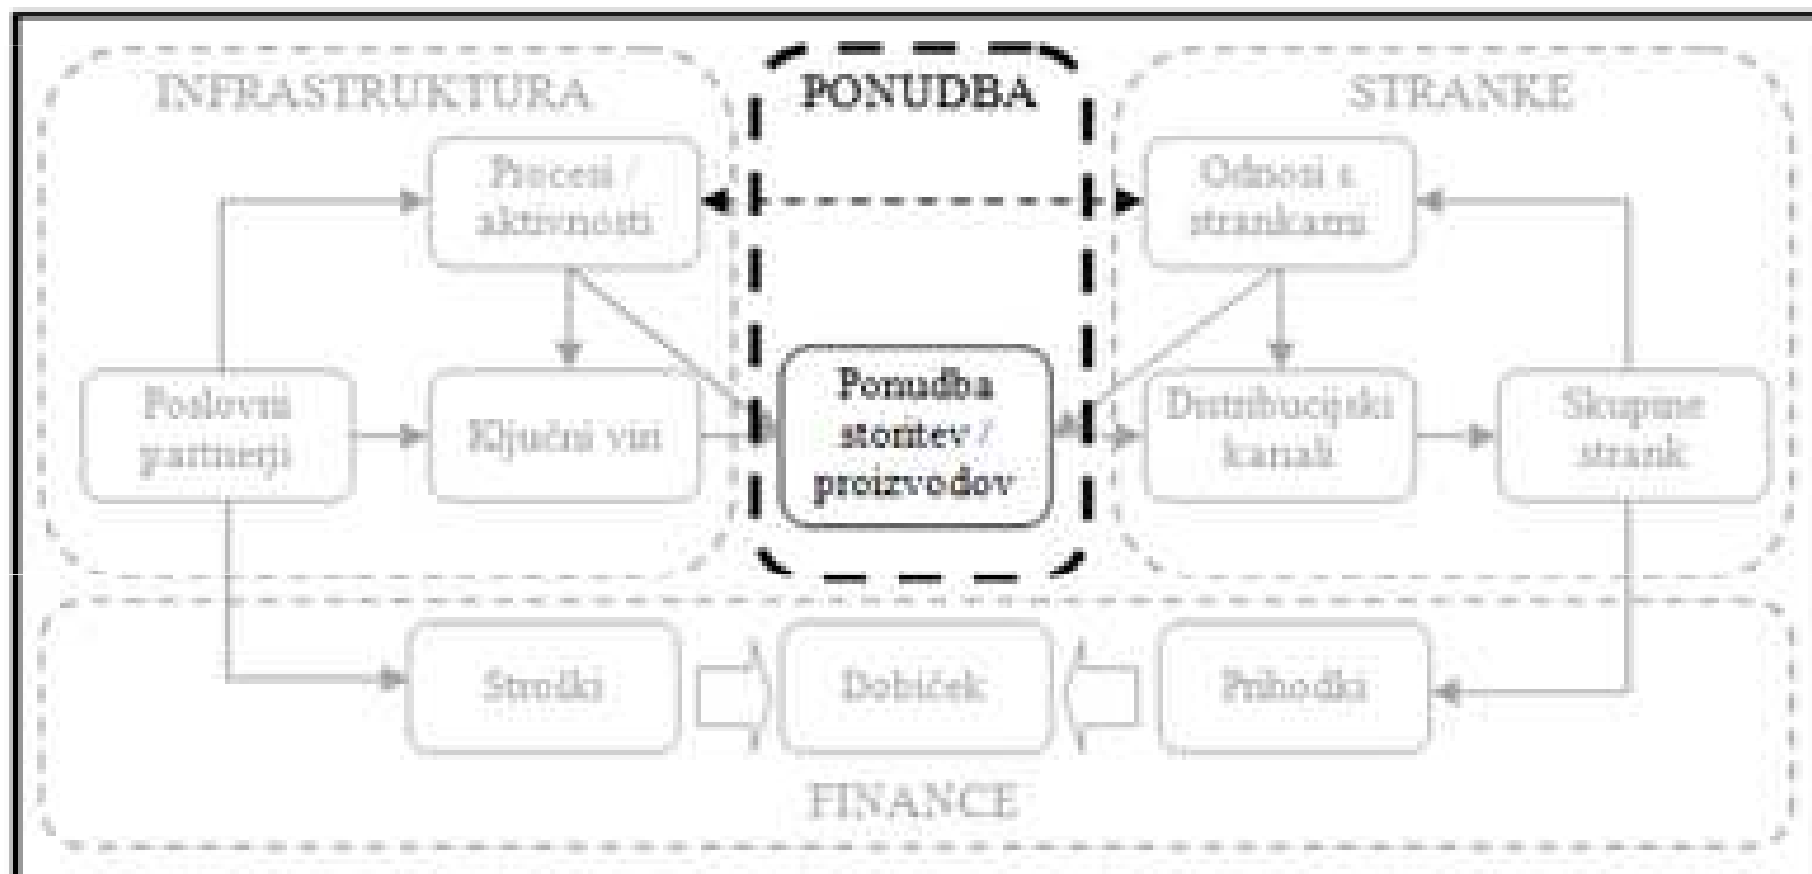 INFRASTRUKTURA
Procesi /
aktivnosti
Poslovni
partnerji
Ključni viri
PONUDBA
Ponudba
storitev /
proizvodov
STRANKE
Odnosi s
strankami
Distribucijski
kanali
Skupine
strank
Stroški
Dobiček
Prihodki
FINANCE